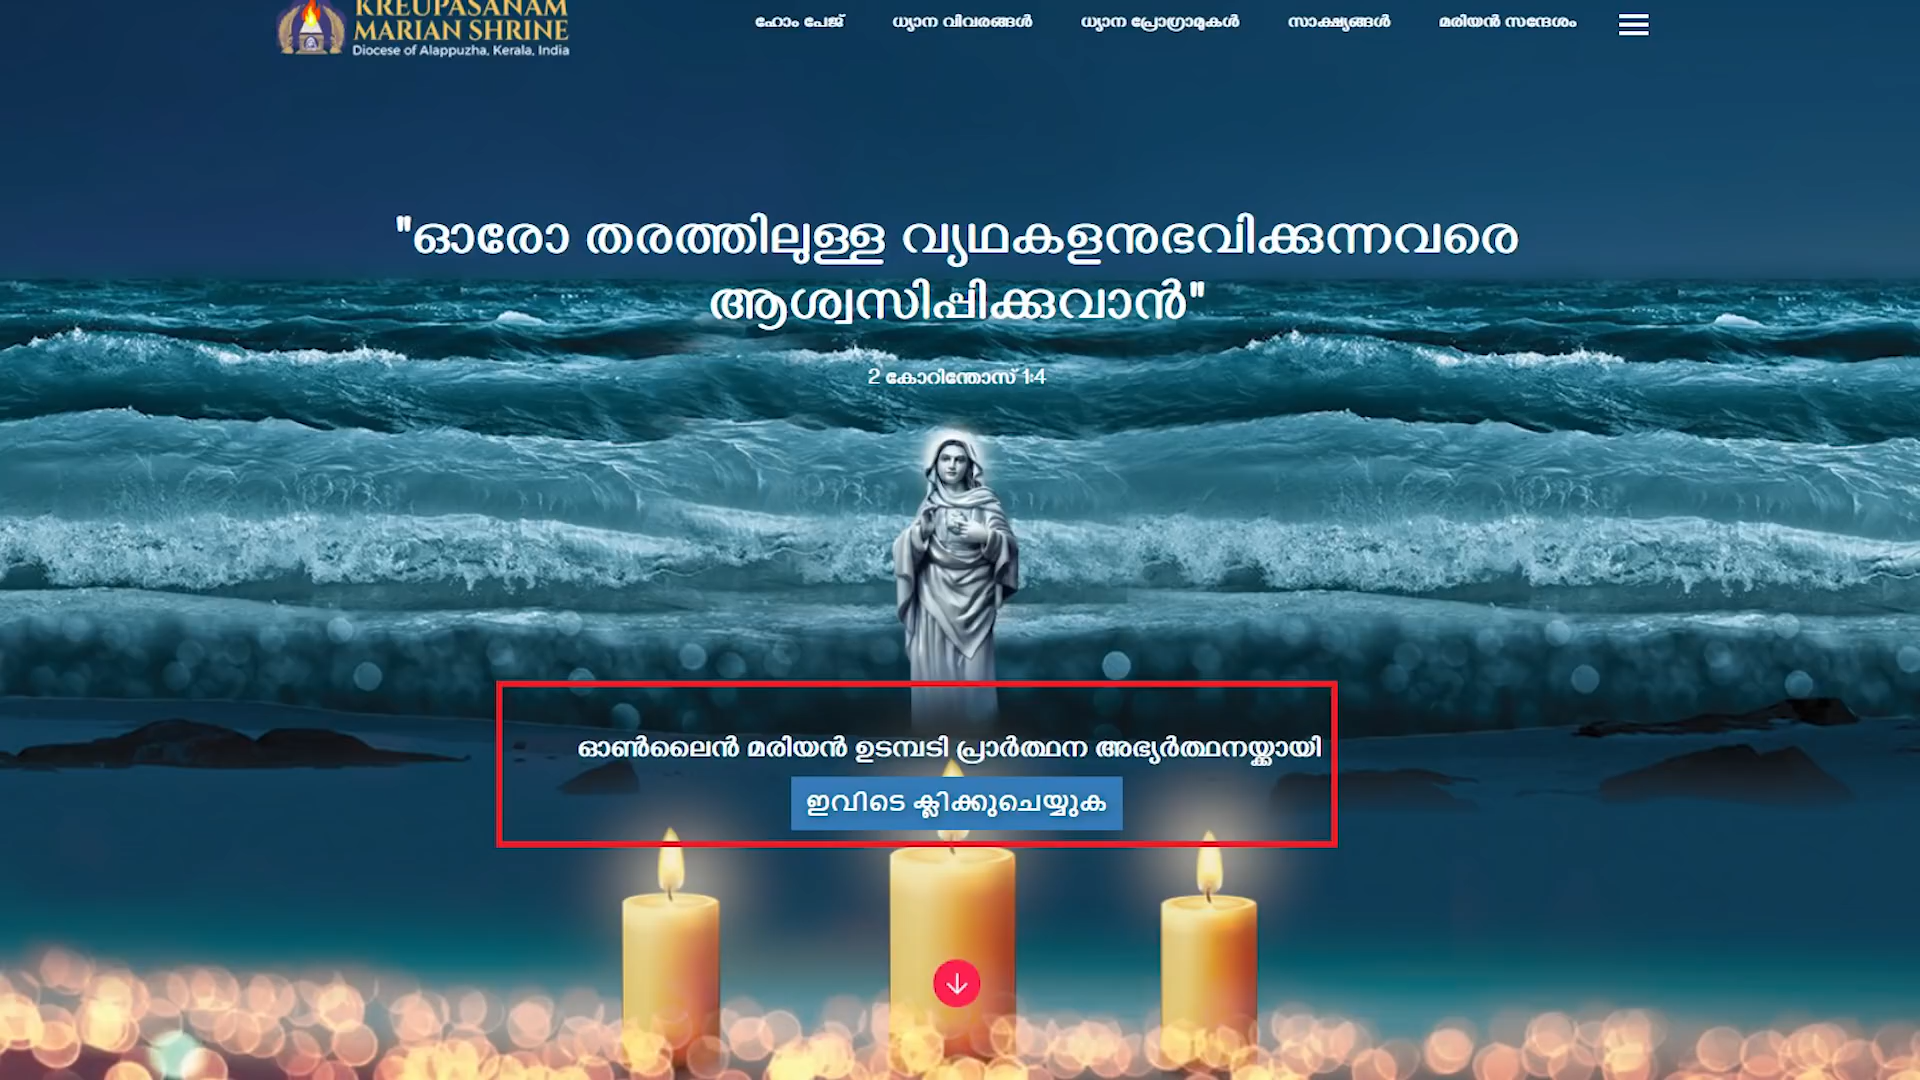 KREUPASANAM
MARIAN SHRINE
Diocese of Alappuzha, Kerala, India
ഹോം പേജ്
ധ്യാന വിവരങ്ങൾ
ധ്യാന പ്രോഗ്രാമുകൾ
സാക്ഷ്യങ്ങൾ
മരിയൻ സന്ദേശം
"ഓരോ തരത്തിലുള്ള വ്യഥകളനുഭവിക്കുന്നവരെ
ആശ്വസിപ്പിക്കുവാൻ"
2 കോറിന്തോസ് 1:4
ഓൺലൈൻ മരിയൻ ഉടമ്പടി പ്രാർത്ഥന അഭ്യർത്ഥനയ്ക്കായി
ഇവിടെ ക്ലിക്കുചെയ്യുക